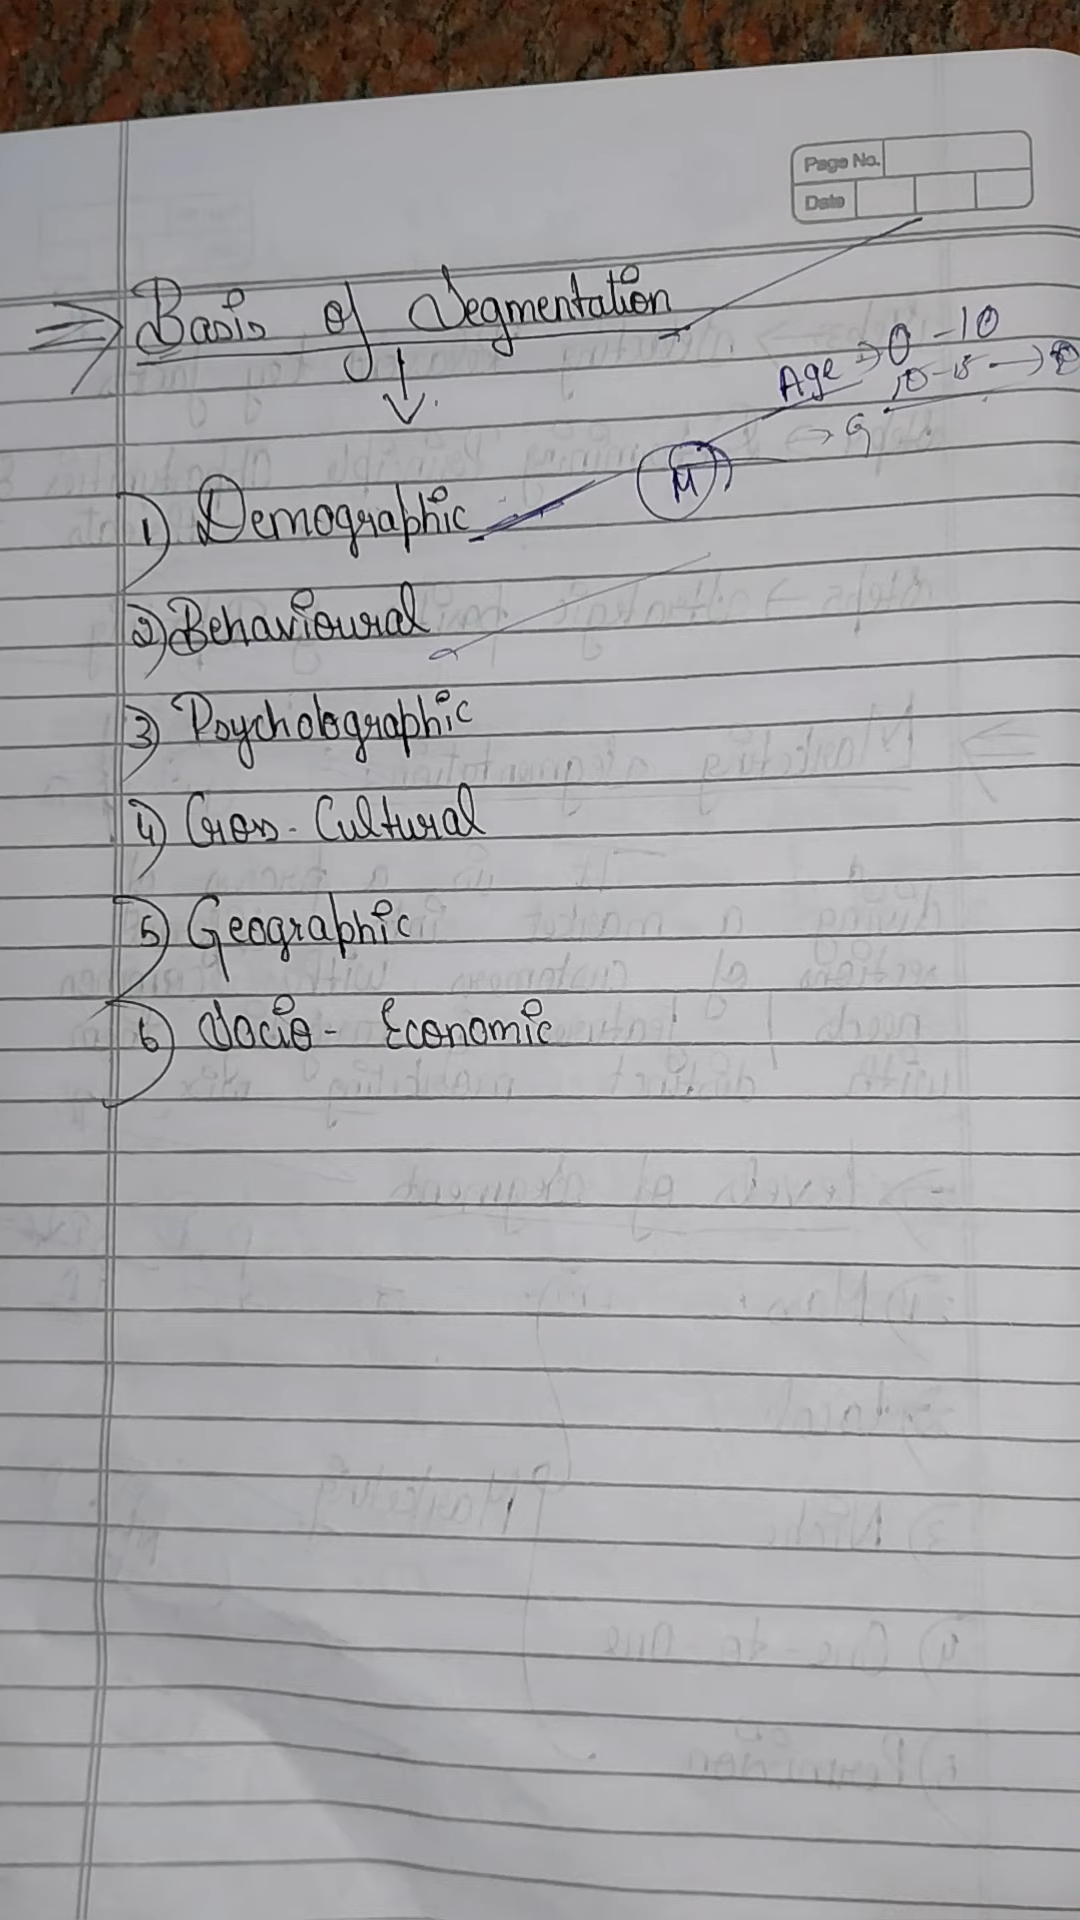 Page No.
Date
⇒ Basis of Segmentation
↓
Age → 0 - 10
10 - 15 →
→ G
M
1) Demographic
2) Behavioural
3) Psycholographic
4) Cross - Cultural
5) Geographic
6) Socio - Economic